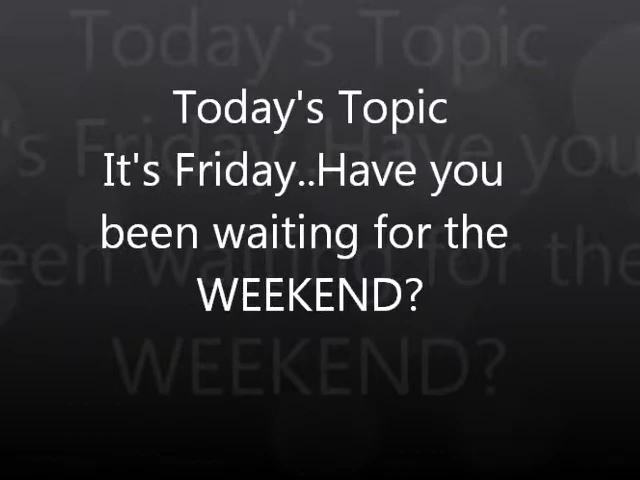 Today's Topic
It's Friday..Have you
been waiting for the
WEEKEND?